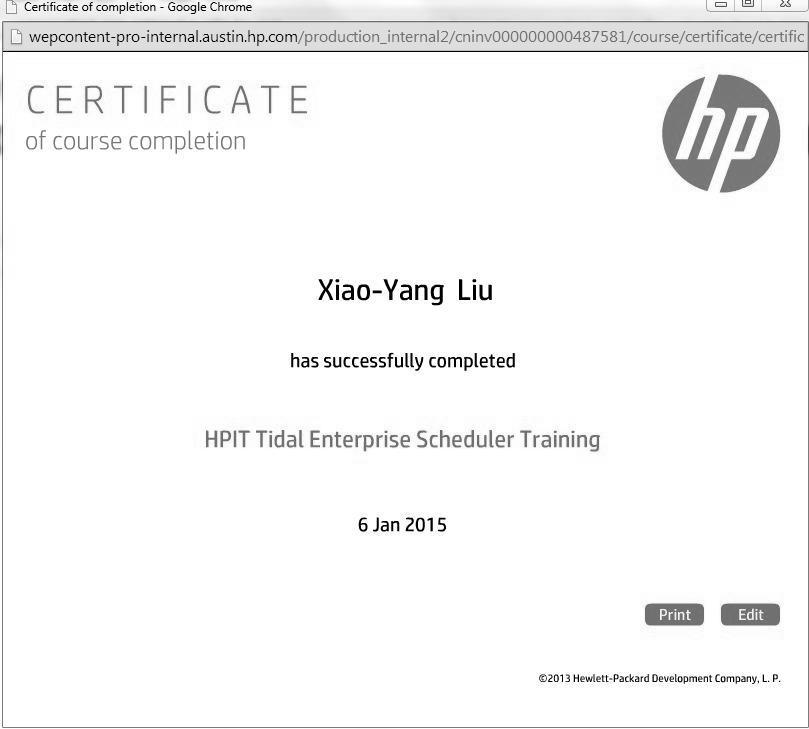 Certificate of completion - Google Chrome
wepcontent-pro-internal.austin.hp.com/production_internal2/cninv000000000487581/course/certificate/certific
CERTIFICATE
of course completion
hp
Xiao-Yang Liu
has successfully completed
HPIT Tidal Enterprise Scheduler Training
6 Jan 2015
Print Edit
©2013 Hewlett-Packard Development Company, L. P.